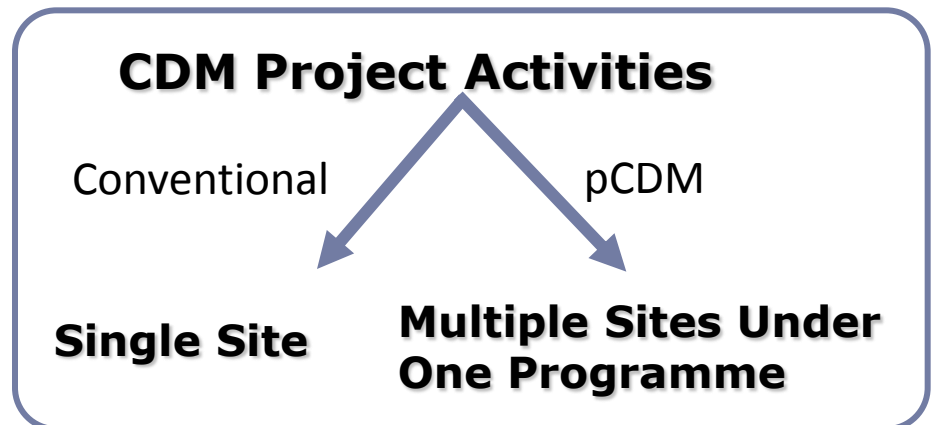 CDM Project Activities
Conventional
pCDM
Single Site
Multiple Sites Under
One Programme